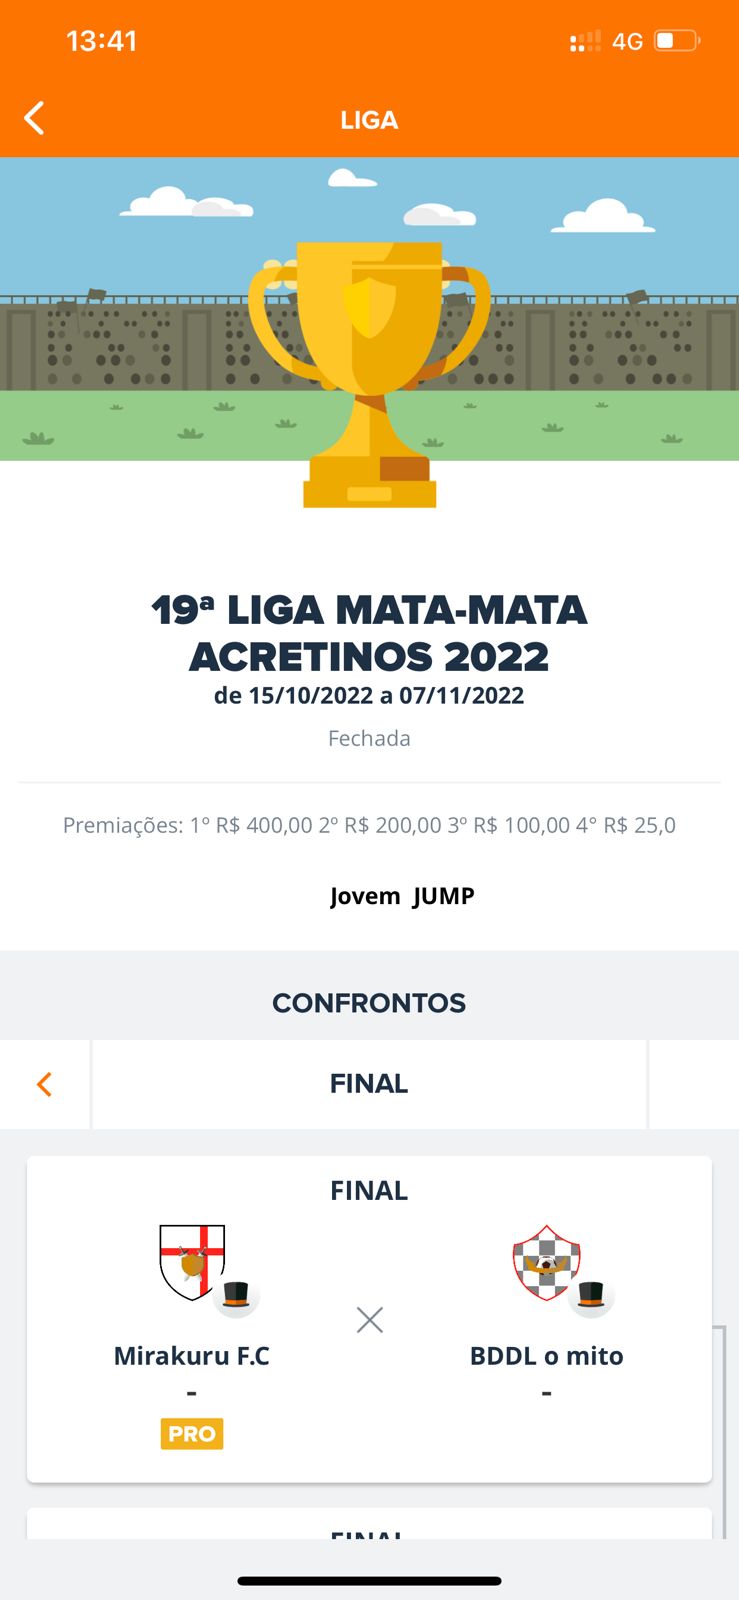 13:41
4G
LIGA
19ª LIGA MATA-MATA
ACRETINOS 2022
de 15/10/2022 a 07/11/2022
Fechada
Premiações: 1º R$ 400,00 2º R$ 200,00 3º R$ 100,00 4° R$ 25,0
Jovem JUMP
CONFRONTOS
FINAL
FINAL
Mirakuru F.C
BDDL o mito
- -
PRO
FINAL